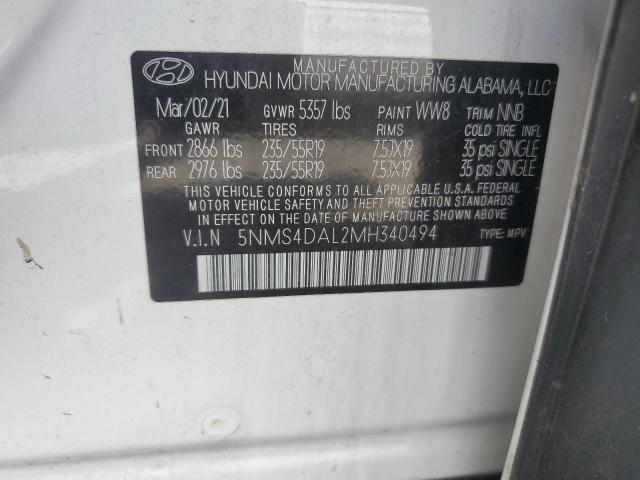 MANUFACTURED BY
HYUNDAI MOTOR MANUFACTURING ALABAMA, LLC
Mar/02/21 GVWR 5357 lbs PAINT WW8 TRIM NNB
GAWR TIRES RIMS COLD TIRE INFL
FRONT 2866 lbs 235/55R19 7.5JX19 35 psi SINGLE
REAR 2976 lbs 235/55R19 7.5JX19 35 psi SINGLE
THIS VEHICLE CONFORMS TO ALL APPLICABLE U.S.A. FEDERAL
MOTOR VEHICLE SAFETY AND THEFT PREVENTION STANDARDS
IN EFFECT ON THE DATE OF MANUFACTURE SHOWN ABOVE.
V.I.N 5NMS4DAL2MH340494 TYPE: MPV